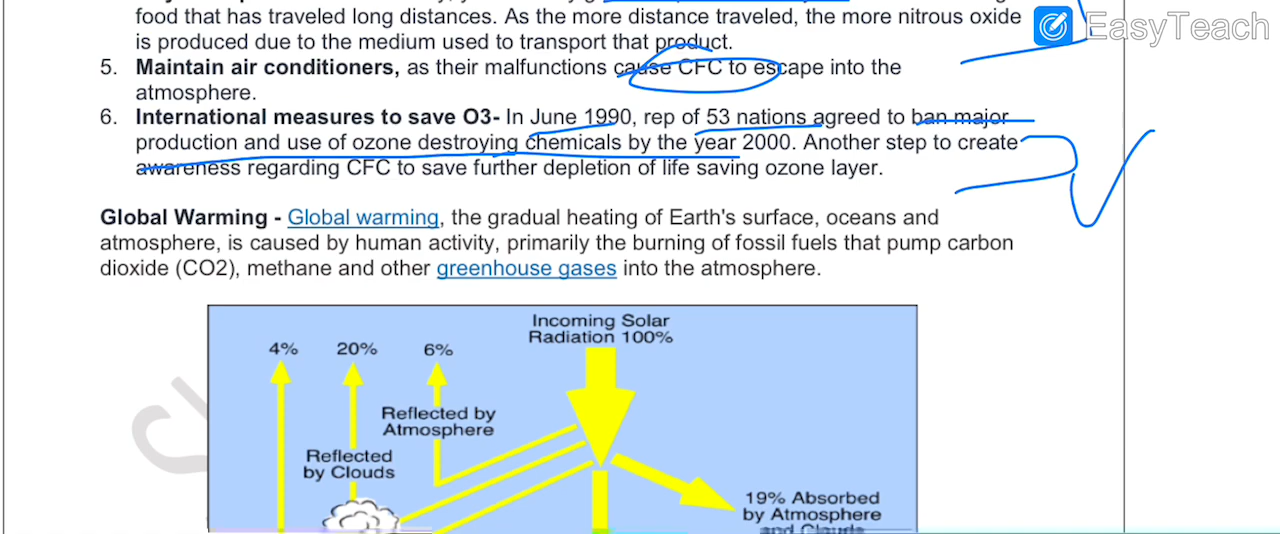 food that has traveled long distances. As the more distance traveled, the more nitrous oxide
is produced due to the medium used to transport that product.
5. Maintain air conditioners, as their malfunctions cause CFC to escape into the
atmosphere.
6. International measures to save O3- In June 1990, rep of 53 nations agreed to ban major
production and use of ozone destroying chemicals by the year 2000. Another step to create
awareness regarding CFC to save further depletion of life saving ozone layer.
Global Warming - Global warming, the gradual heating of Earth's surface, oceans and
atmosphere, is caused by human activity, primarily the burning of fossil fuels that pump carbon
dioxide (CO2), methane and other greenhouse gases into the atmosphere.
Incoming Solar
Radiation 100%
4% 20% 6%
Reflected by
Atmosphere
Reflected
by Clouds
19% Absorbed
by Atmosphere
and Clouds
EasyTeach